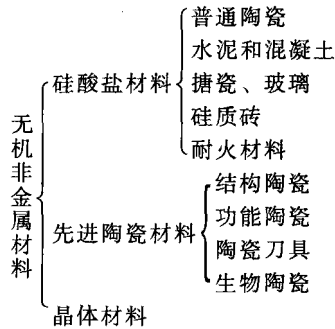 无机非金属材料
硅酸盐材料
普通陶瓷
水泥和混凝土
搪瓷、玻璃
硅质砖
耐火材料
先进陶瓷材料
结构陶瓷
功能陶瓷
陶瓷刀具
生物陶瓷
晶体材料